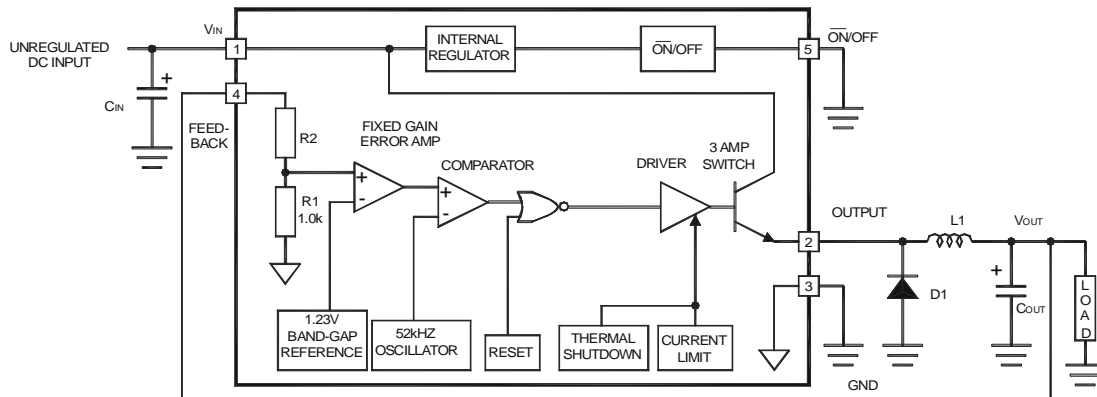 UNREGULATED
DC INPUT
VIN
1
INTERNAL
REGULATOR
ON/OFF
5
ON/OFF
+
CIN
4
FEED-
BACK
R2
R1
1.0k
FIXED GAIN
ERROR AMP
+
-
COMPARATOR
+
-
DRIVER
3 AMP
SWITCH
OUTPUT
2
L1
VOUT
3
D1
+
COUT
LOAD
1.23V
BAND-GAP
REFERENCE
52kHZ
OSCILLATOR
RESET
THERMAL
SHUTDOWN
CURRENT
LIMIT
GND